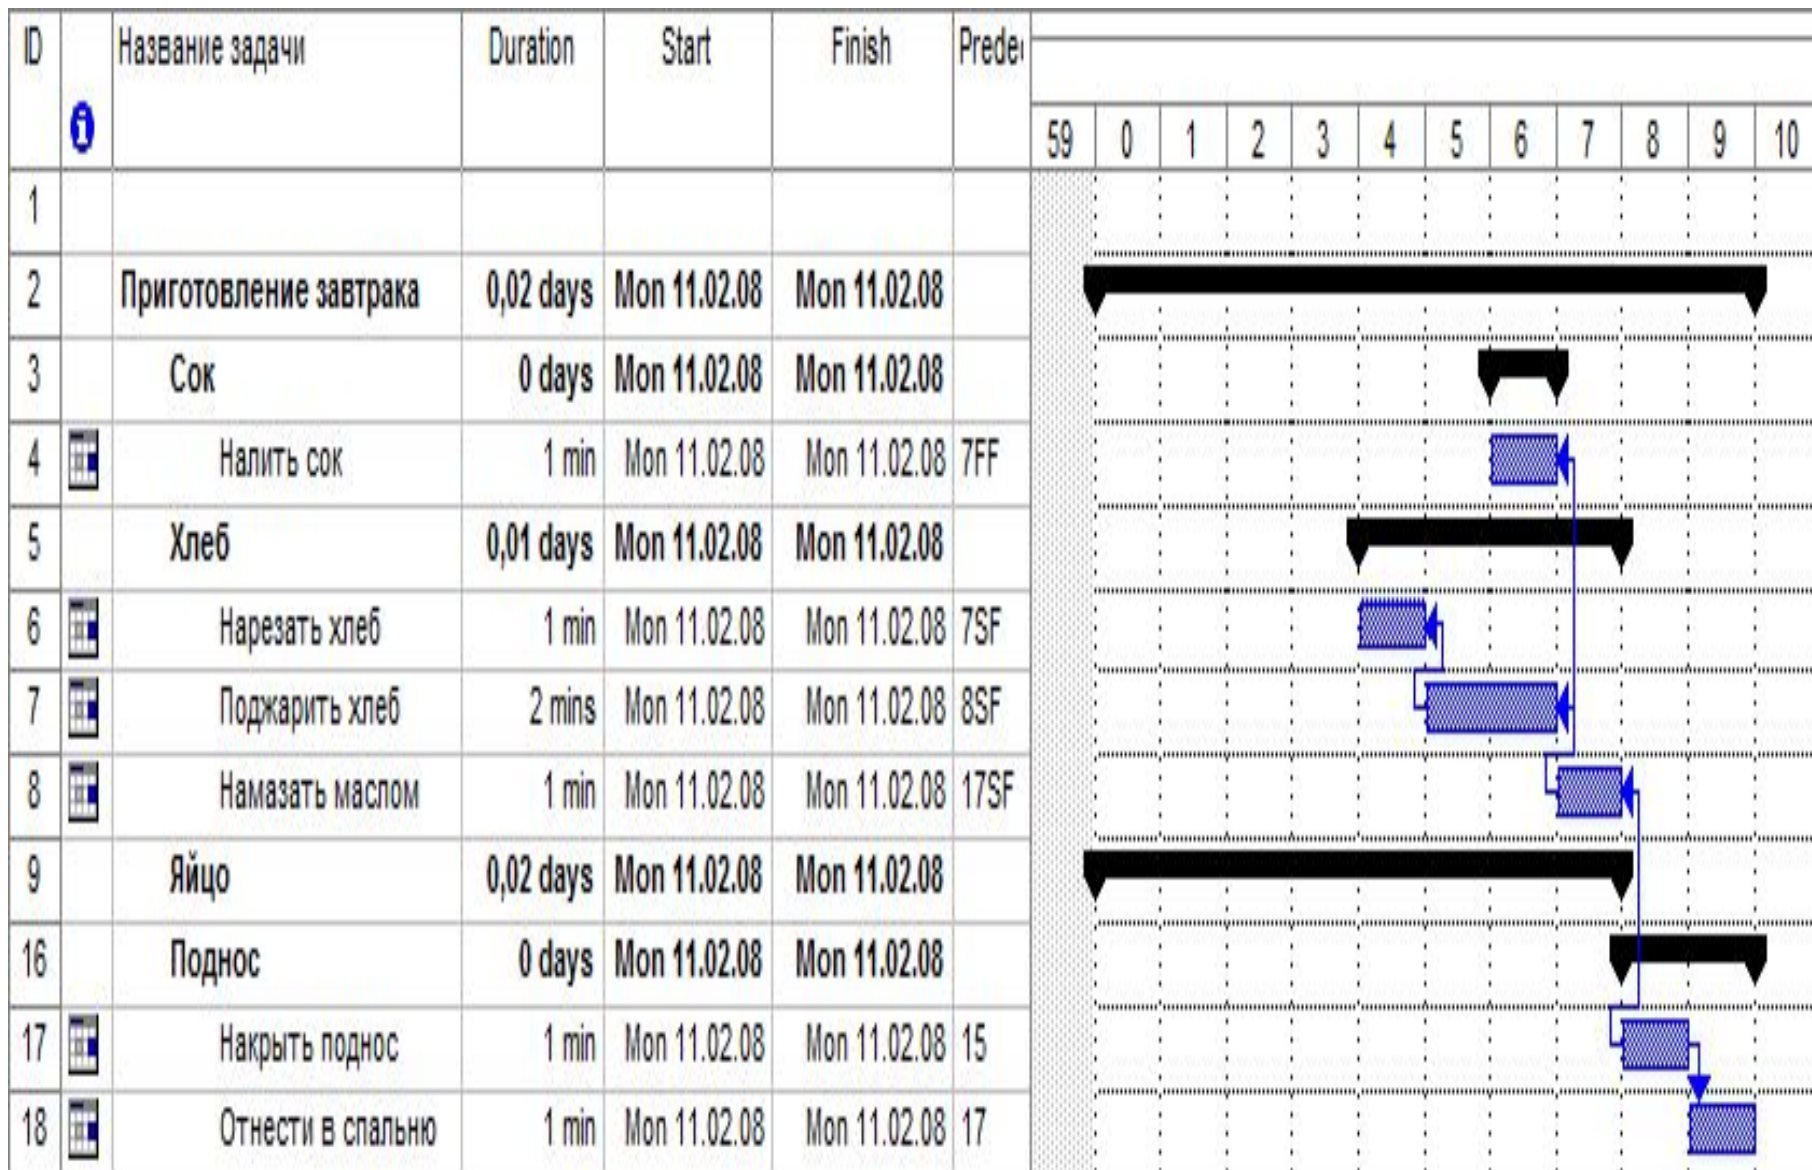 ID Название задачи Duration Start Finish Prede
59 0 1 2 3 4 5 6 7 8 9 10
1
2 Приготовление завтрака 0,02 days Mon 11.02.08 Mon 11.02.08
3 Сок 0 days Mon 11.02.08 Mon 11.02.08
4 Налить сок 1 min Mon 11.02.08 Mon 11.02.08 7FF
5 Хлеб 0,01 days Mon 11.02.08 Mon 11.02.08
6 Нарезать хлеб 1 min Mon 11.02.08 Mon 11.02.08 7SF
7 Поджарить хлеб 2 mins Mon 11.02.08 Mon 11.02.08 8SF
8 Намазать маслом 1 min Mon 11.02.08 Mon 11.02.08 17SF
9 Яйцо 0,02 days Mon 11.02.08 Mon 11.02.08
16 Поднос 0 days Mon 11.02.08 Mon 11.02.08
17 Накрыть поднос 1 min Mon 11.02.08 Mon 11.02.08 15
18 Отнести в спальню 1 min Mon 11.02.08 Mon 11.02.08 17